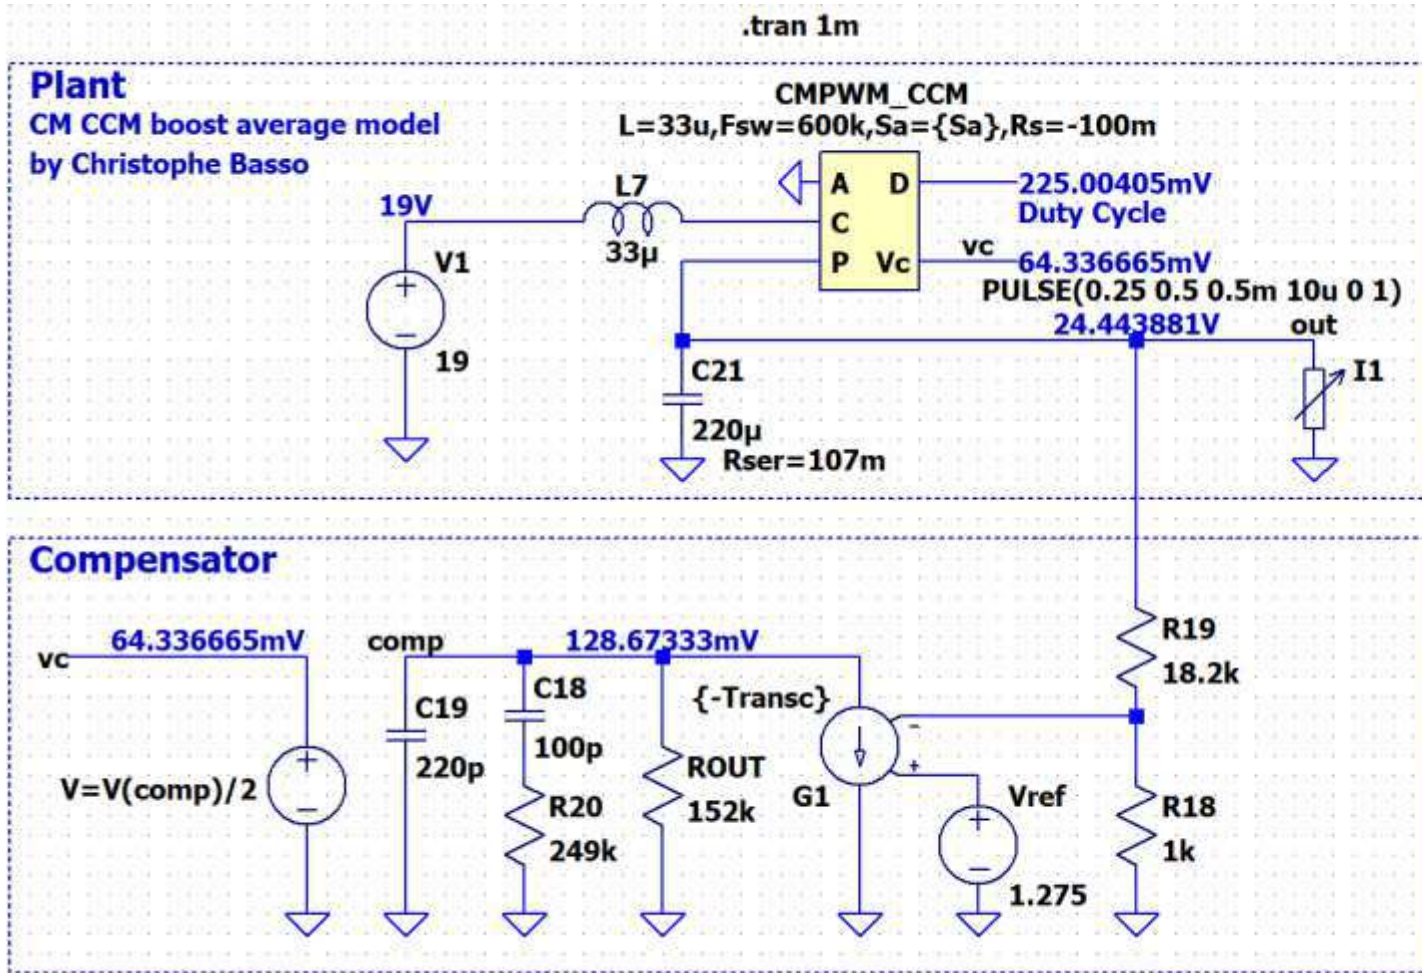 .tran 1m
Plant
CM CCM boost average model
by Christophe Basso
CMPWM_CCM
L=33u,Fsw=600k,Sa={Sa},Rs=-100m
A D
C
P Vc
225.00405mV
Duty Cycle
vc
64.336665mV
L7
33µ
19V
V1
+
−
19
PULSE(0.25 0.5 0.5m 10u 0 1)
24.443881V
out
I1
C21
220µ
Rser=107m
Compensator
vc
64.336665mV
+
−
V=V(comp)/2
comp
128.67333mV
C19
220p
C18
100p
R20
249k
ROUT
152k
{-Transc}
G1
−
+
Vref
+
−
1.275
R19
18.2k
R18
1k